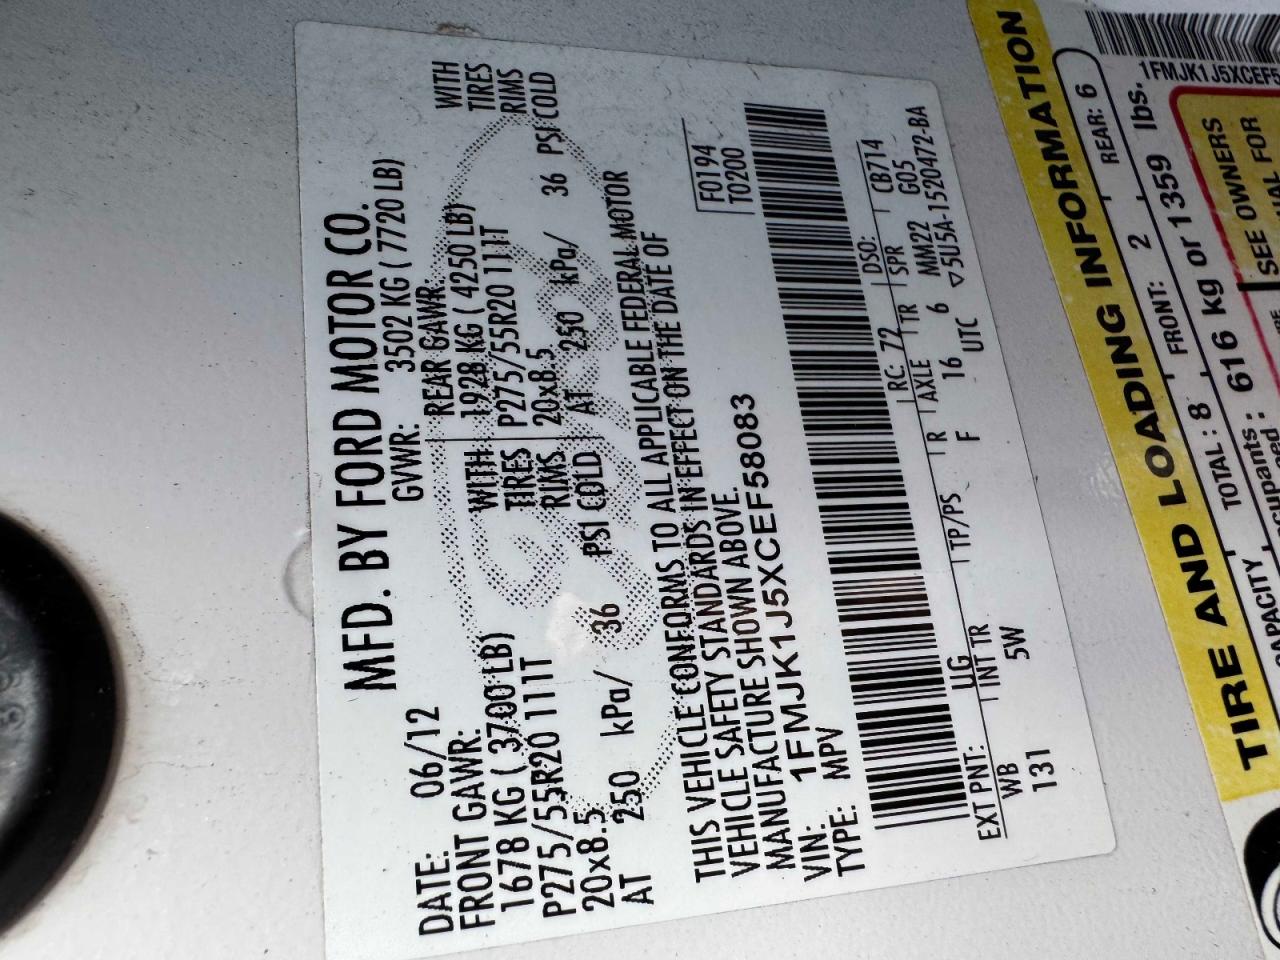 MFD. BY FORD MOTOR CO.
DATE: 06/12 GVWR: 3502 KG ( 7720 LB)
FRONT GAWR: REAR GAWR:
1678 KG ( 3700 LB) WITH 1928 KG ( 4250 LB) WITH
P275/55R20 111T TIRES P275/55R20 111T TIRES
20x8.5 RIMS 20x8.5 RIMS
AT 250 kPa/ 36 PSI COLD AT 250 kPa/ 36 PSI COLD
THIS VEHICLE CONFORMS TO ALL APPLICABLE FEDERAL MOTOR
VEHICLE SAFETY STANDARDS IN EFFECT ON THE DATE OF
MANUFACTURE SHOWN ABOVE.
VIN: 1FMJK1J5XCEF58083
TYPE: MPV
F0194
T0200
EXT PNT: UG RC: 72 DSO:
WB INT TR TP/PS R AXLE TR SPR CB714
131 5W F 16 6 MM22 G05
UTC ▽5U5A-1520472-BA
TIRE AND LOADING INFORMATION
TOTAL: 8 FRONT: 2 REAR: 6
616 kg or 1359 lbs.
SEE OWNERS
FOR
1FMJK1J5XCEF5